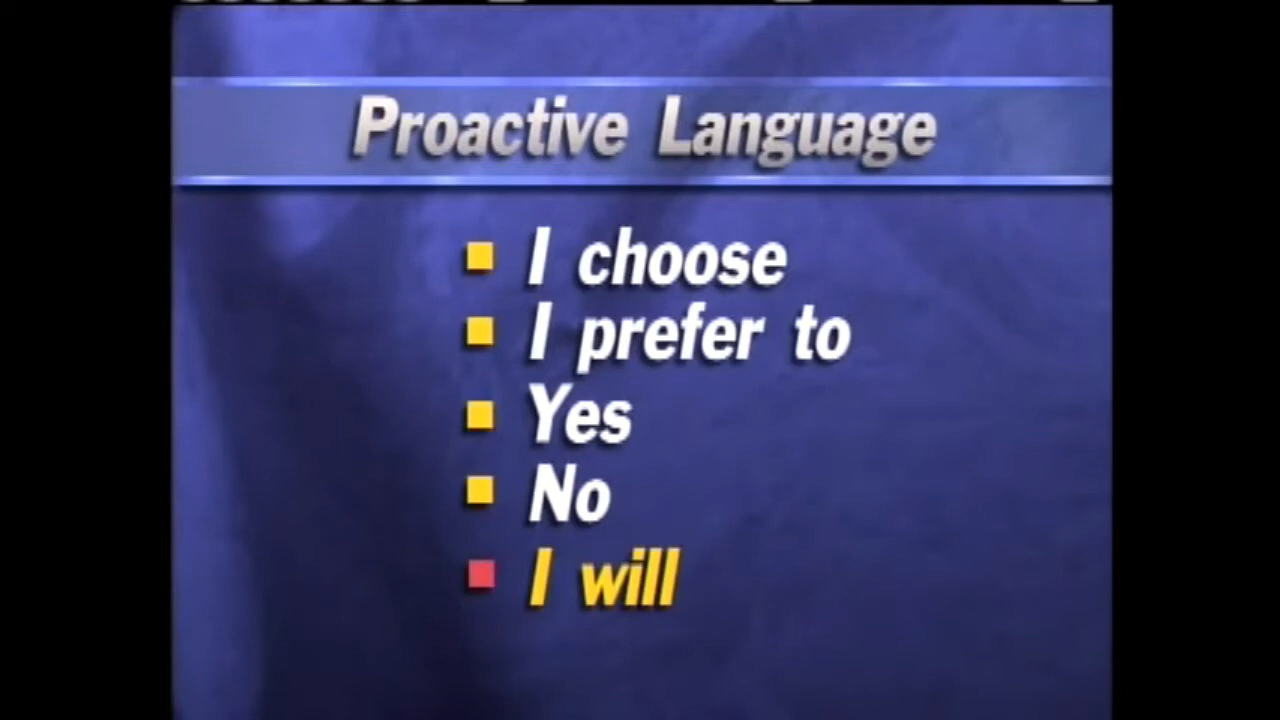 Proactive Language
I choose
I prefer to
Yes
No
I will